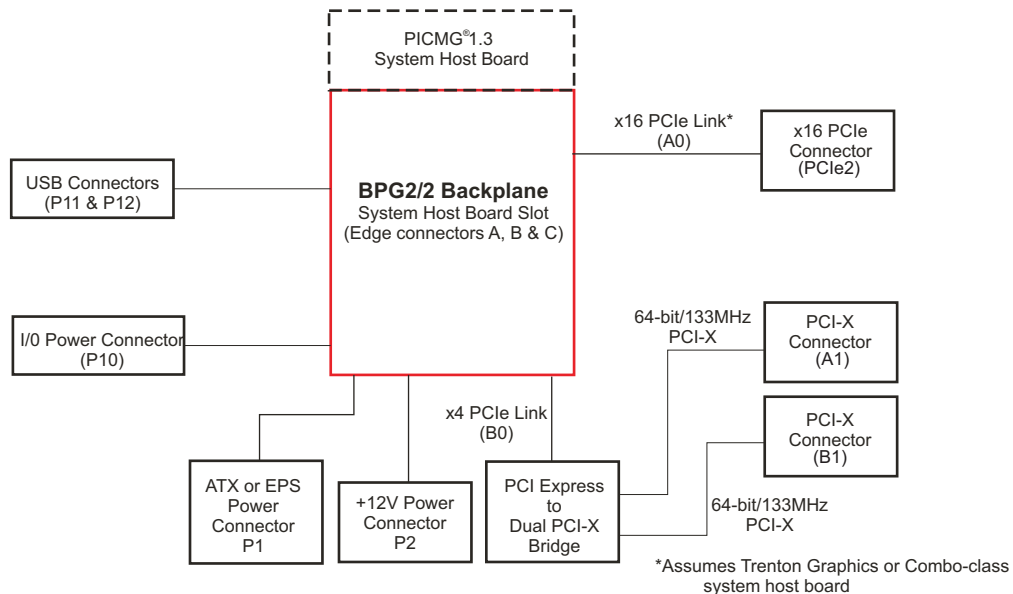 PICMG®1.3
System Host Board
x16 PCIe Link*
(A0)
x16 PCIe
Connector
(PCIe2)
USB Connectors
(P11 & P12)
BPG2/2 Backplane
System Host Board Slot
(Edge connectors A, B & C)
I/0 Power Connector
(P10)
64-bit/133MHz
PCI-X
PCI-X
Connector
(A1)
x4 PCIe Link
(B0)
PCI-X
Connector
(B1)
ATX or EPS
Power
Connector
P1
+12V Power
Connector
P2
PCI Express
to
Dual PCI-X
Bridge
64-bit/133MHz
PCI-X
*Assumes Trenton Graphics or Combo-class
system host board